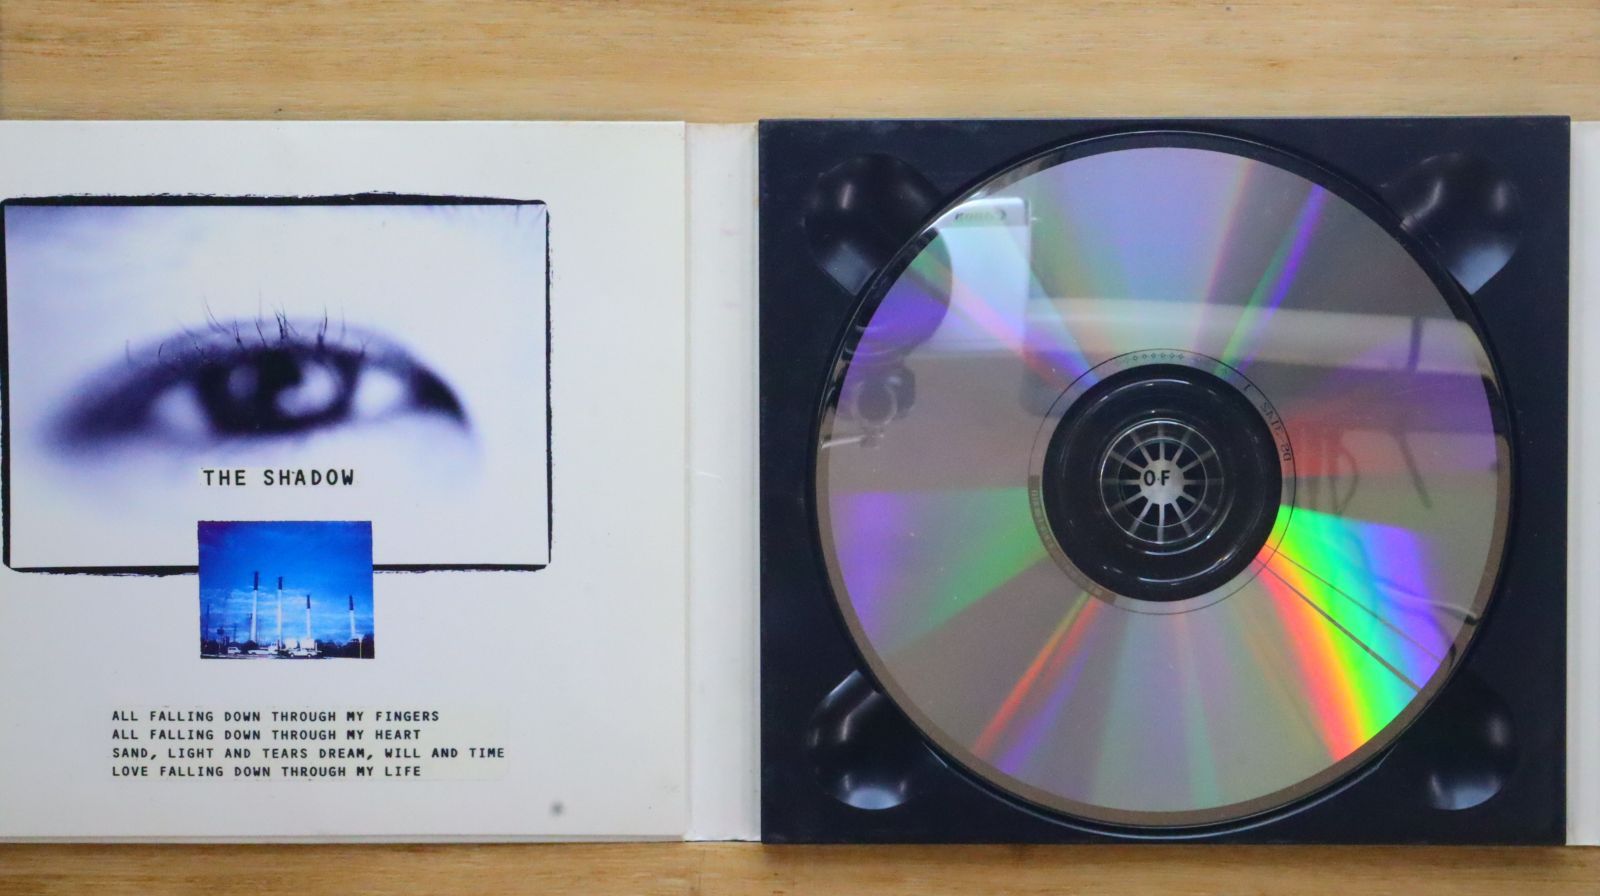 THE SHADOW
ALL FALLING DOWN THROUGH MY FINGERS
ALL FALLING DOWN THROUGH MY HEART
SAND, LIGHT AND TEARS DREAM, WILL AND TIME
LOVE FALLING DOWN THROUGH MY LIFE
Canon
OF